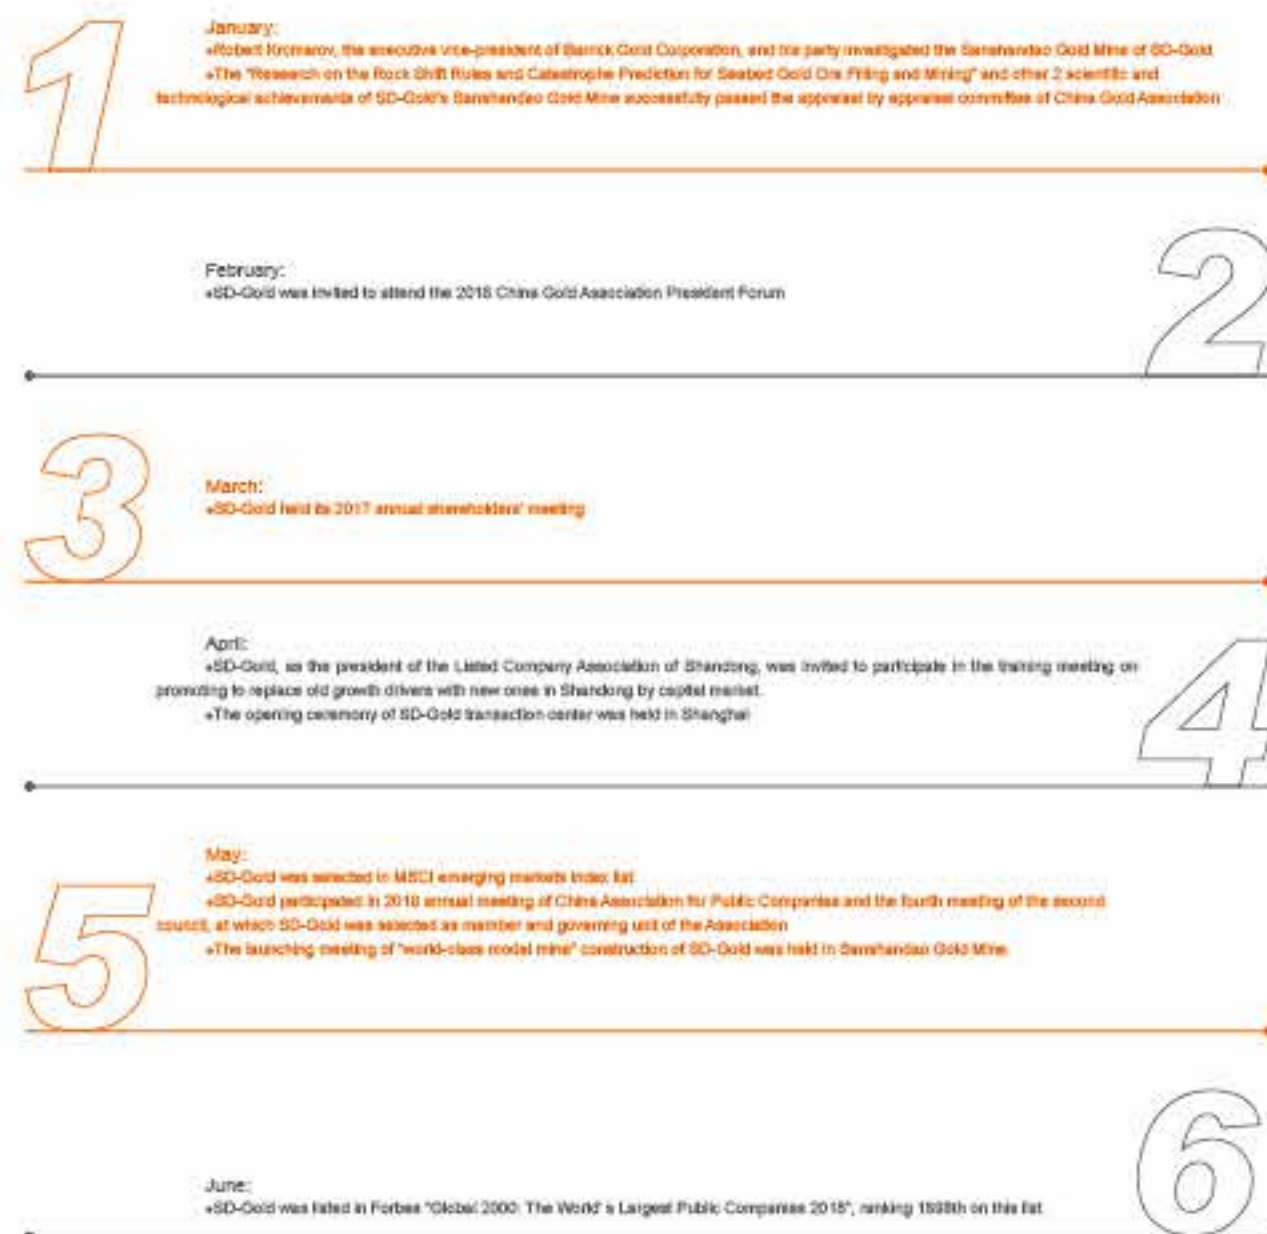 1
January:
•Robert Krcmarov, the executive vice-president of Barrick Gold Corporation, and his party investigated the Sanshandao Gold Mine of SD-Gold
•The "Research on the Rock Shift Rules and Catastrophe Prediction for Seabed Gold Ore Filling and Mining" and other 2 scientific and
technological achievements of SD-Gold's Sanshandao Gold Mine successfully passed the appraisal by appraisal committee of China Gold Association
2
February:
•SD-Gold was invited to attend the 2018 China Gold Association President Forum
3
March:
•SD-Gold held its 2017 annual shareholders' meeting
4
April:
•SD-Gold, as the president of the Listed Company Association of Shandong, was invited to participate in the training meeting on
promoting to replace old growth drivers with new ones in Shandong by capital market.
•The opening ceremony of SD-Gold transaction center was held in Shanghai
5
May:
•SD-Gold was selected in MSCI emerging markets index list
•SD-Gold participated in 2018 annual meeting of China Association for Public Companies and the fourth meeting of the second
council, at which SD-Gold was selected as member and governing unit of the Association
•The launching meeting of "world-class model mine" construction of SD-Gold was held in Sanshandao Gold Mine.
6
June:
•SD-Gold was listed in Forbes "Global 2000: The World's Largest Public Companies 2018", ranking on this list